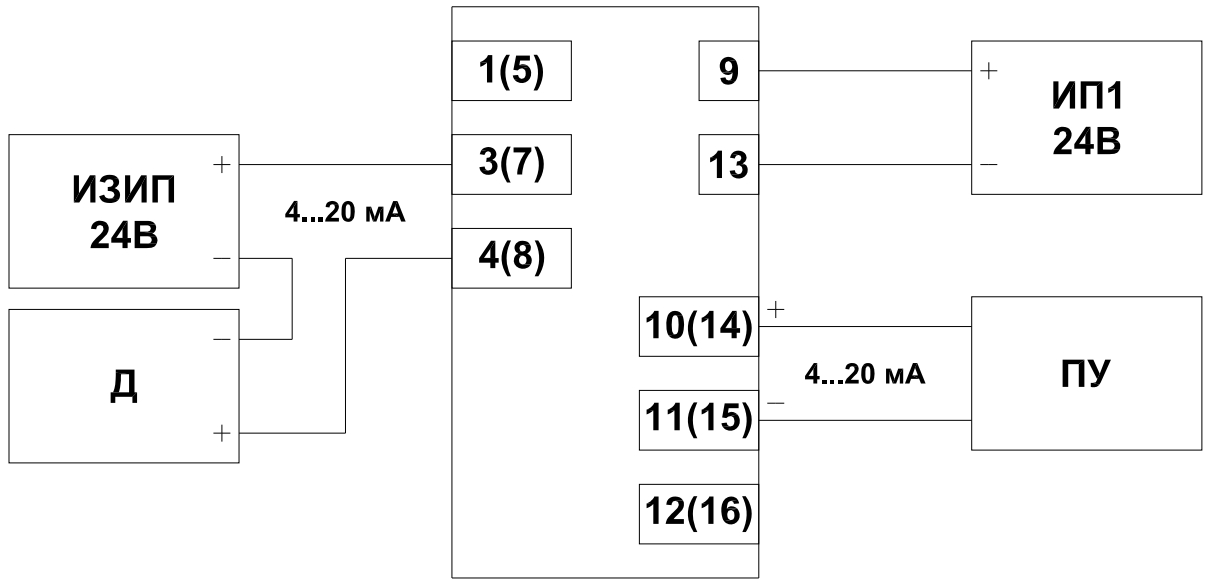 1(5)
3(7)
4(8)
9
13
10(14)
11(15)
12(16)
+
ИЗИП
24В
−
4...20 мА
−
Д
+
+
ИП1
24В
−
+
4...20 мА
−
ПУ